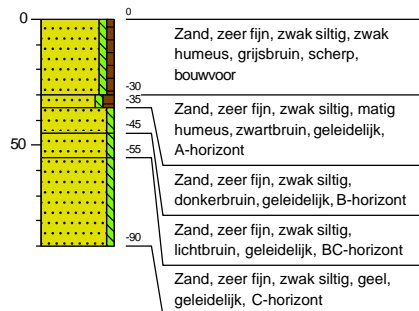 0
0
Zand, zeer fijn, zwak siltig, zwak
humeus, grijsbruin, scherp,
bouwvoor
-30
-35
Zand, zeer fijn, zwak siltig, matig
humeus, zwartbruin, geleidelijk,
A-horizont
-45
50
-55
Zand, zeer fijn, zwak siltig,
donkerbruin, geleidelijk, B-horizont
Zand, zeer fijn, zwak siltig,
lichtbruin, geleidelijk, BC-horizont
-90
Zand, zeer fijn, zwak siltig, geel,
geleidelijk, C-horizont